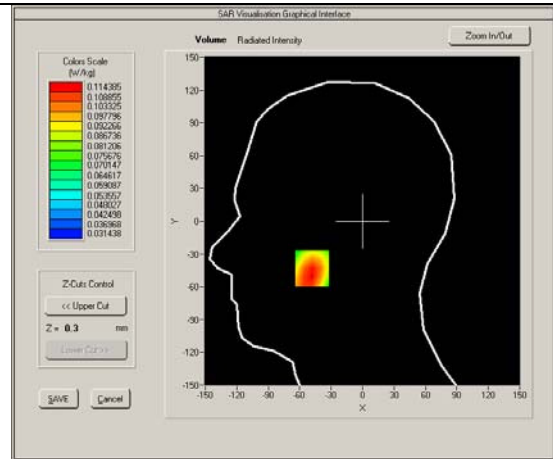 SAR Visualisation Graphical Interface
Volume Radiated Intensity
Zoom In/Out
Colors Scale
(W/kg)
0.114385
0.108855
0.103325
0.097796
0.092266
0.086736
0.081206
0.075676
0.070147
0.064617
0.059087
0.053557
0.048027
0.042498
0.036968
0.031438
Z-Cuts Control
<< Upper Cut
Z = 0.3 mm
Lower Cut >>
SAVE
Cancel
150
120
90
60
30
0
-30
-60
-90
-120
-150
Y
-150 -120 -90 -60 -30 0 30 60 90 120 150
X